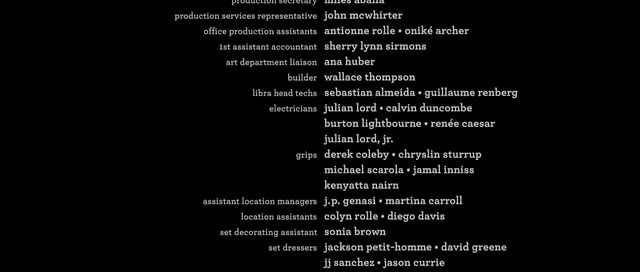 production secretary miles abana
production services representative john mcwhirter
office production assistants antionne rolle • oniké archer
1st assistant accountant sherry lynn sirmons
art department liaison ana huber
builder wallace thompson
libra head techs sebastian almeida • guillaume renberg
electricians julian lord • calvin duncombe
burton lightbourne • renée caesar
julian lord, jr.
grips derek coleby • chryslin sturrup
michael scarola • jamal inniss
kenyatta nairn
assistant location managers j.p. genasi • martina carroll
location assistants colyn rolle • diego davis
set decorating assistant sonia brown
set dressers jackson petit-homme • david greene
jj sanchez • jason currie